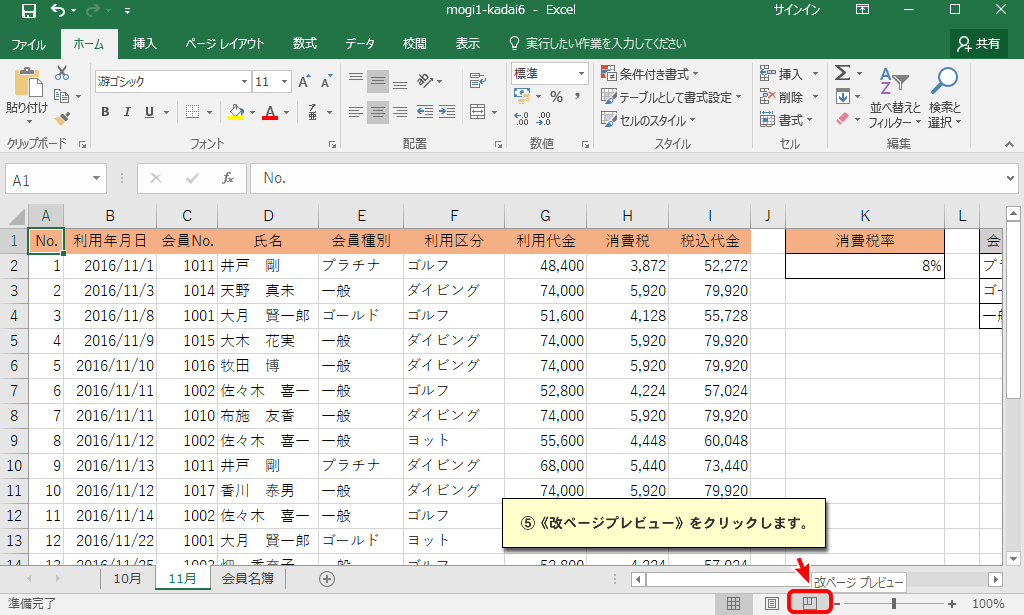 mogi1-kadai6 - Excel
サインイン
ファイル ホーム 挿入 ページ レイアウト 数式 データ 校閲 表示 実行したい作業を入力してください 共有
貼り付け
クリップボード
游ゴシック 11
B I U
フォント
配置
標準
% ,
数値
条件付き書式
テーブルとして書式設定
セルのスタイル
スタイル
挿入
削除
書式
セル
並べ替えと
フィルター
検索と
選択
編集
A1 fx No.
A B C D E F G H I J K L
1 No. 利用年月日 会員No. 氏名 会員種別 利用区分 利用代金 消費税 税込代金 消費税率 会
2 1 2016/11/1 1011 井戸 剛 プラチナ ゴルフ 48,400 3,872 52,272 8%
3 2 2016/11/3 1014 天野 真未 一般 ダイビング 74,000 5,920 79,920 ゴー
4 3 2016/11/8 1001 大月 賢一郎 ゴールド ゴルフ 51,600 4,128 55,728 一般
5 4 2016/11/9 1015 大木 花実 一般 ダイビング 74,000 5,920 79,920
6 5 2016/11/10 1016 牧田 博 一般 ダイビング 74,000 5,920 79,920
7 6 2016/11/11 1002 佐々木 喜一 一般 ゴルフ 52,800 4,224 57,024
8 7 2016/11/11 1010 布施 友香 一般 ダイビング 74,000 5,920 79,920
9 8 2016/11/12 1002 佐々木 喜一 一般 ヨット 55,600 4,448 60,048
10 9 2016/11/13 1011 井戸 剛 プラチナ ダイビング 68,000 5,440 73,440
11 10 2016/11/12 1017 香川 泰男 一般 ダイビング 74,000 5,920 79,920
12 11 2016/11/14 1002 佐々木 喜一 一般 ゴルフ
13 12 2016/11/22 1001 大月 賢一郎 ゴールド ヨット
⑤《改ページプレビュー》をクリックします。
10月 11月 会員名簿
改ページ プレビュー
準備完了 100%